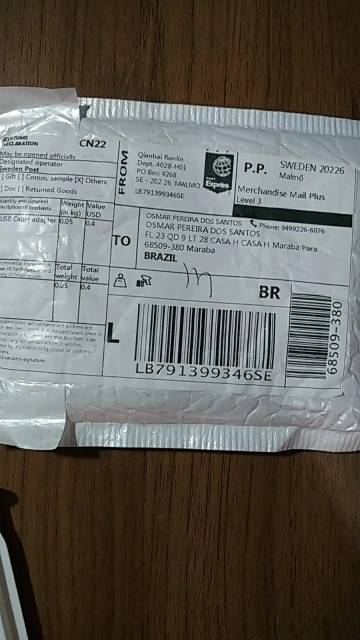 CUSTOMS
DECLARATION
CN22
May be opened officially
Designated operator
Sweden Post
] Gift [ ] Comm. sample [X] Others
] Doc [ ] Returned Goods
Weight (in kg)
Value USD
USB Cable adapter 0.05 0.4
Total weight
Total value
0.05 0.4
FROM
Qianhai Runlin
Dept. 4028-H01
PO Box 4268
SE - 202 26, MALMO
LB791399346SE
post
Exprès
P.P. SWEDEN 20226
Malmö
Merchandise Mail Plus
Level 3
TO
OSMAR PEREIRA DOS SANTOS Phone: 9499226-6076
OSMAR PEREIRA DOS SANTOS
FL 23 QD 9 LT 28 CASA H CASA H Maraba Para
68509-380 Maraba
BRAZIL
BR
L
LB791399346SE
68509-380